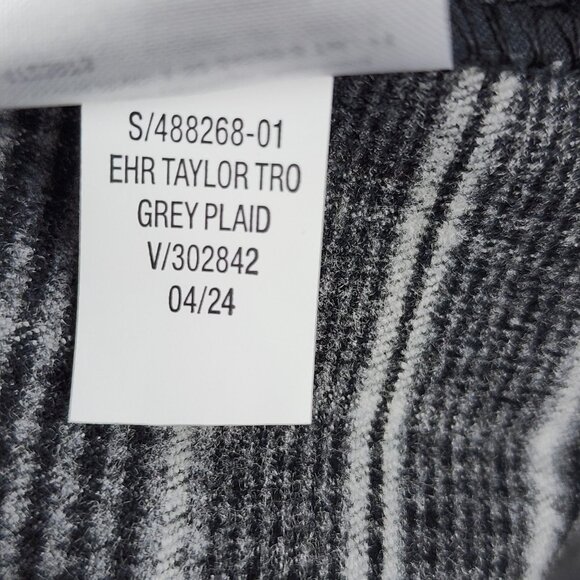 S/488268-01
EHR TAYLOR TRO
GREY PLAID
V/302842
04/24